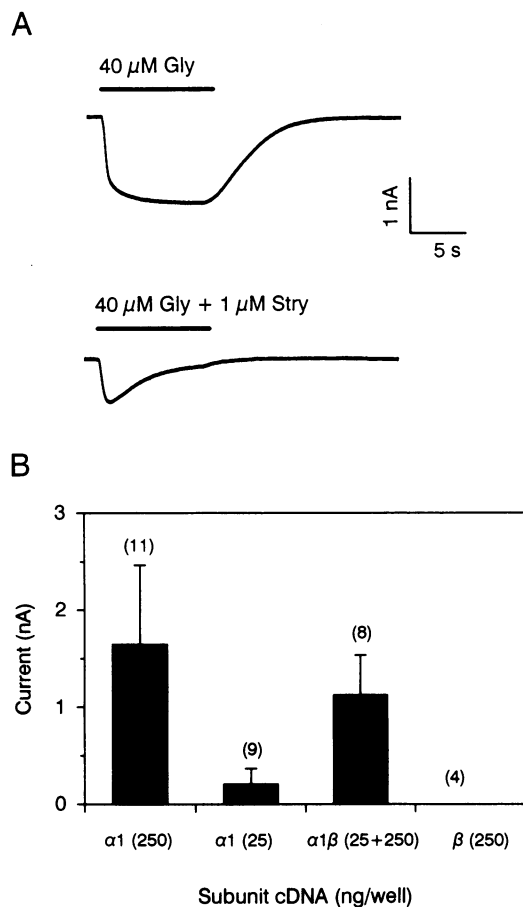 A
40 µM Gly
1 nA
5 s
40 µM Gly + 1 µM Stry
B
3
(11)
2
(8)
Current (nA)
1
(9)
(4)
0
α1 (250) α1 (25) α1β (25+250) β (250)
Subunit cDNA (ng/well)